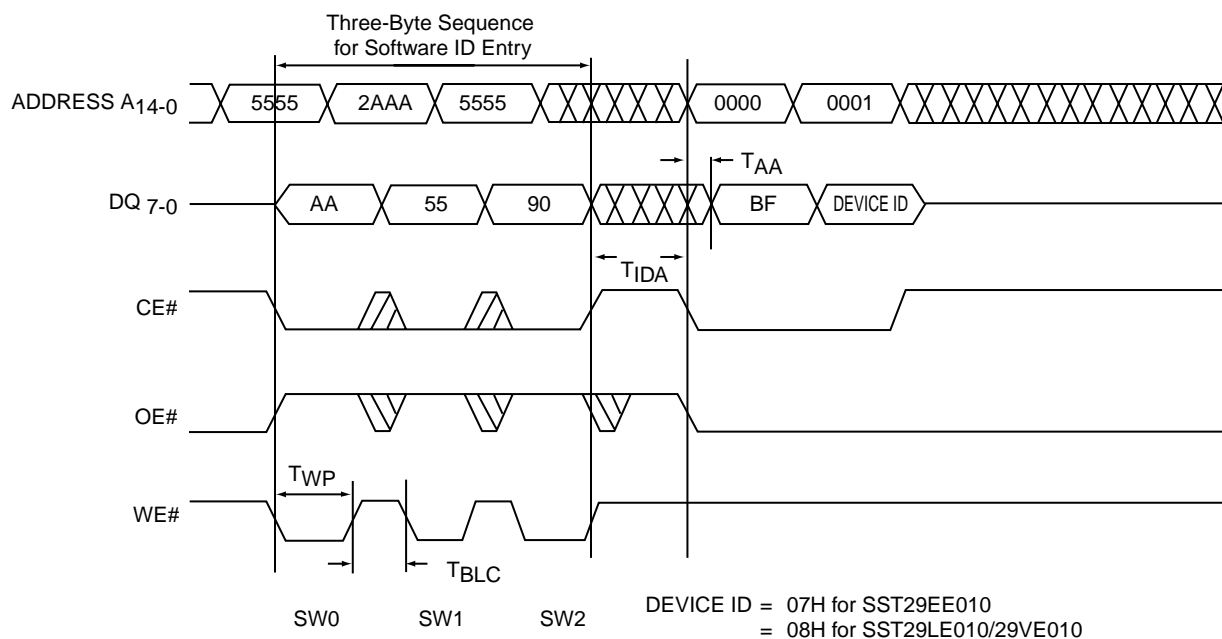 Three-Byte Sequence
for Software ID Entry
ADDRESS A14-0 5555 2AAA 5555 0000 0001
TAA
DQ 7-0 AA 55 90 BF DEVICE ID
TIDA
CE#
OE#
TWP
WE#
TBLC
SW0 SW1 SW2
DEVICE ID = 07H for SST29EE010
= 08H for SST29LE010/29VE010